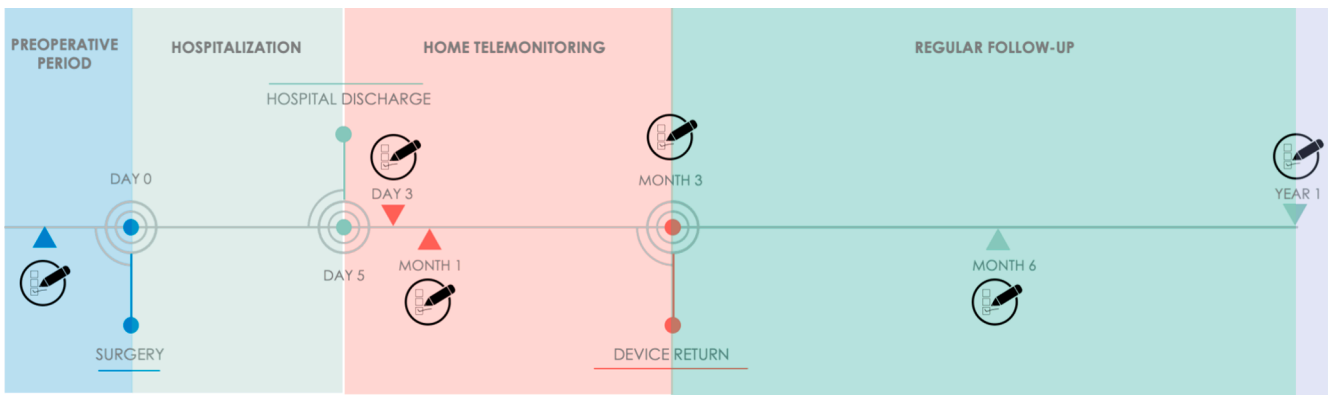 PREOPERATIVE
PERIOD
HOSPITALIZATION
HOME TELEMONITORING
REGULAR FOLLOW-UP
HOSPITAL DISCHARGE
DAY 0
DAY 3
MONTH 3
YEAR 1
DAY 5
MONTH 1
MONTH 6
SURGERY
DEVICE RETURN